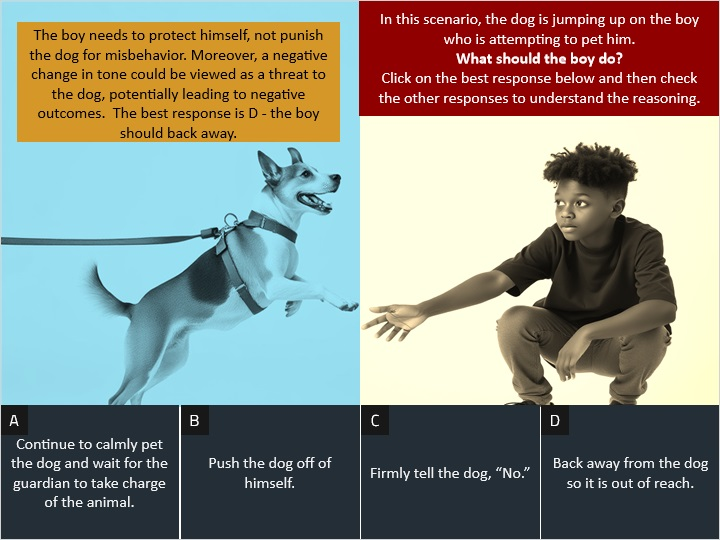 The boy needs to protect himself, not punish
the dog for misbehavior. Moreover, a negative
change in tone could be viewed as a threat to
the dog, potentially leading to negative
outcomes.  The best response is D - the boy
should back away.
In this scenario, the dog is jumping up on the boy
who is attempting to pet him.
What should the boy do?
Click on the best response below and then check
the other responses to understand the reasoning.
A
Continue to calmly pet
the dog and wait for the
guardian to take charge
of the animal.
B
Push the dog off of
himself.
C
Firmly tell the dog, “No.”
D
Back away from the dog
so it is out of reach.